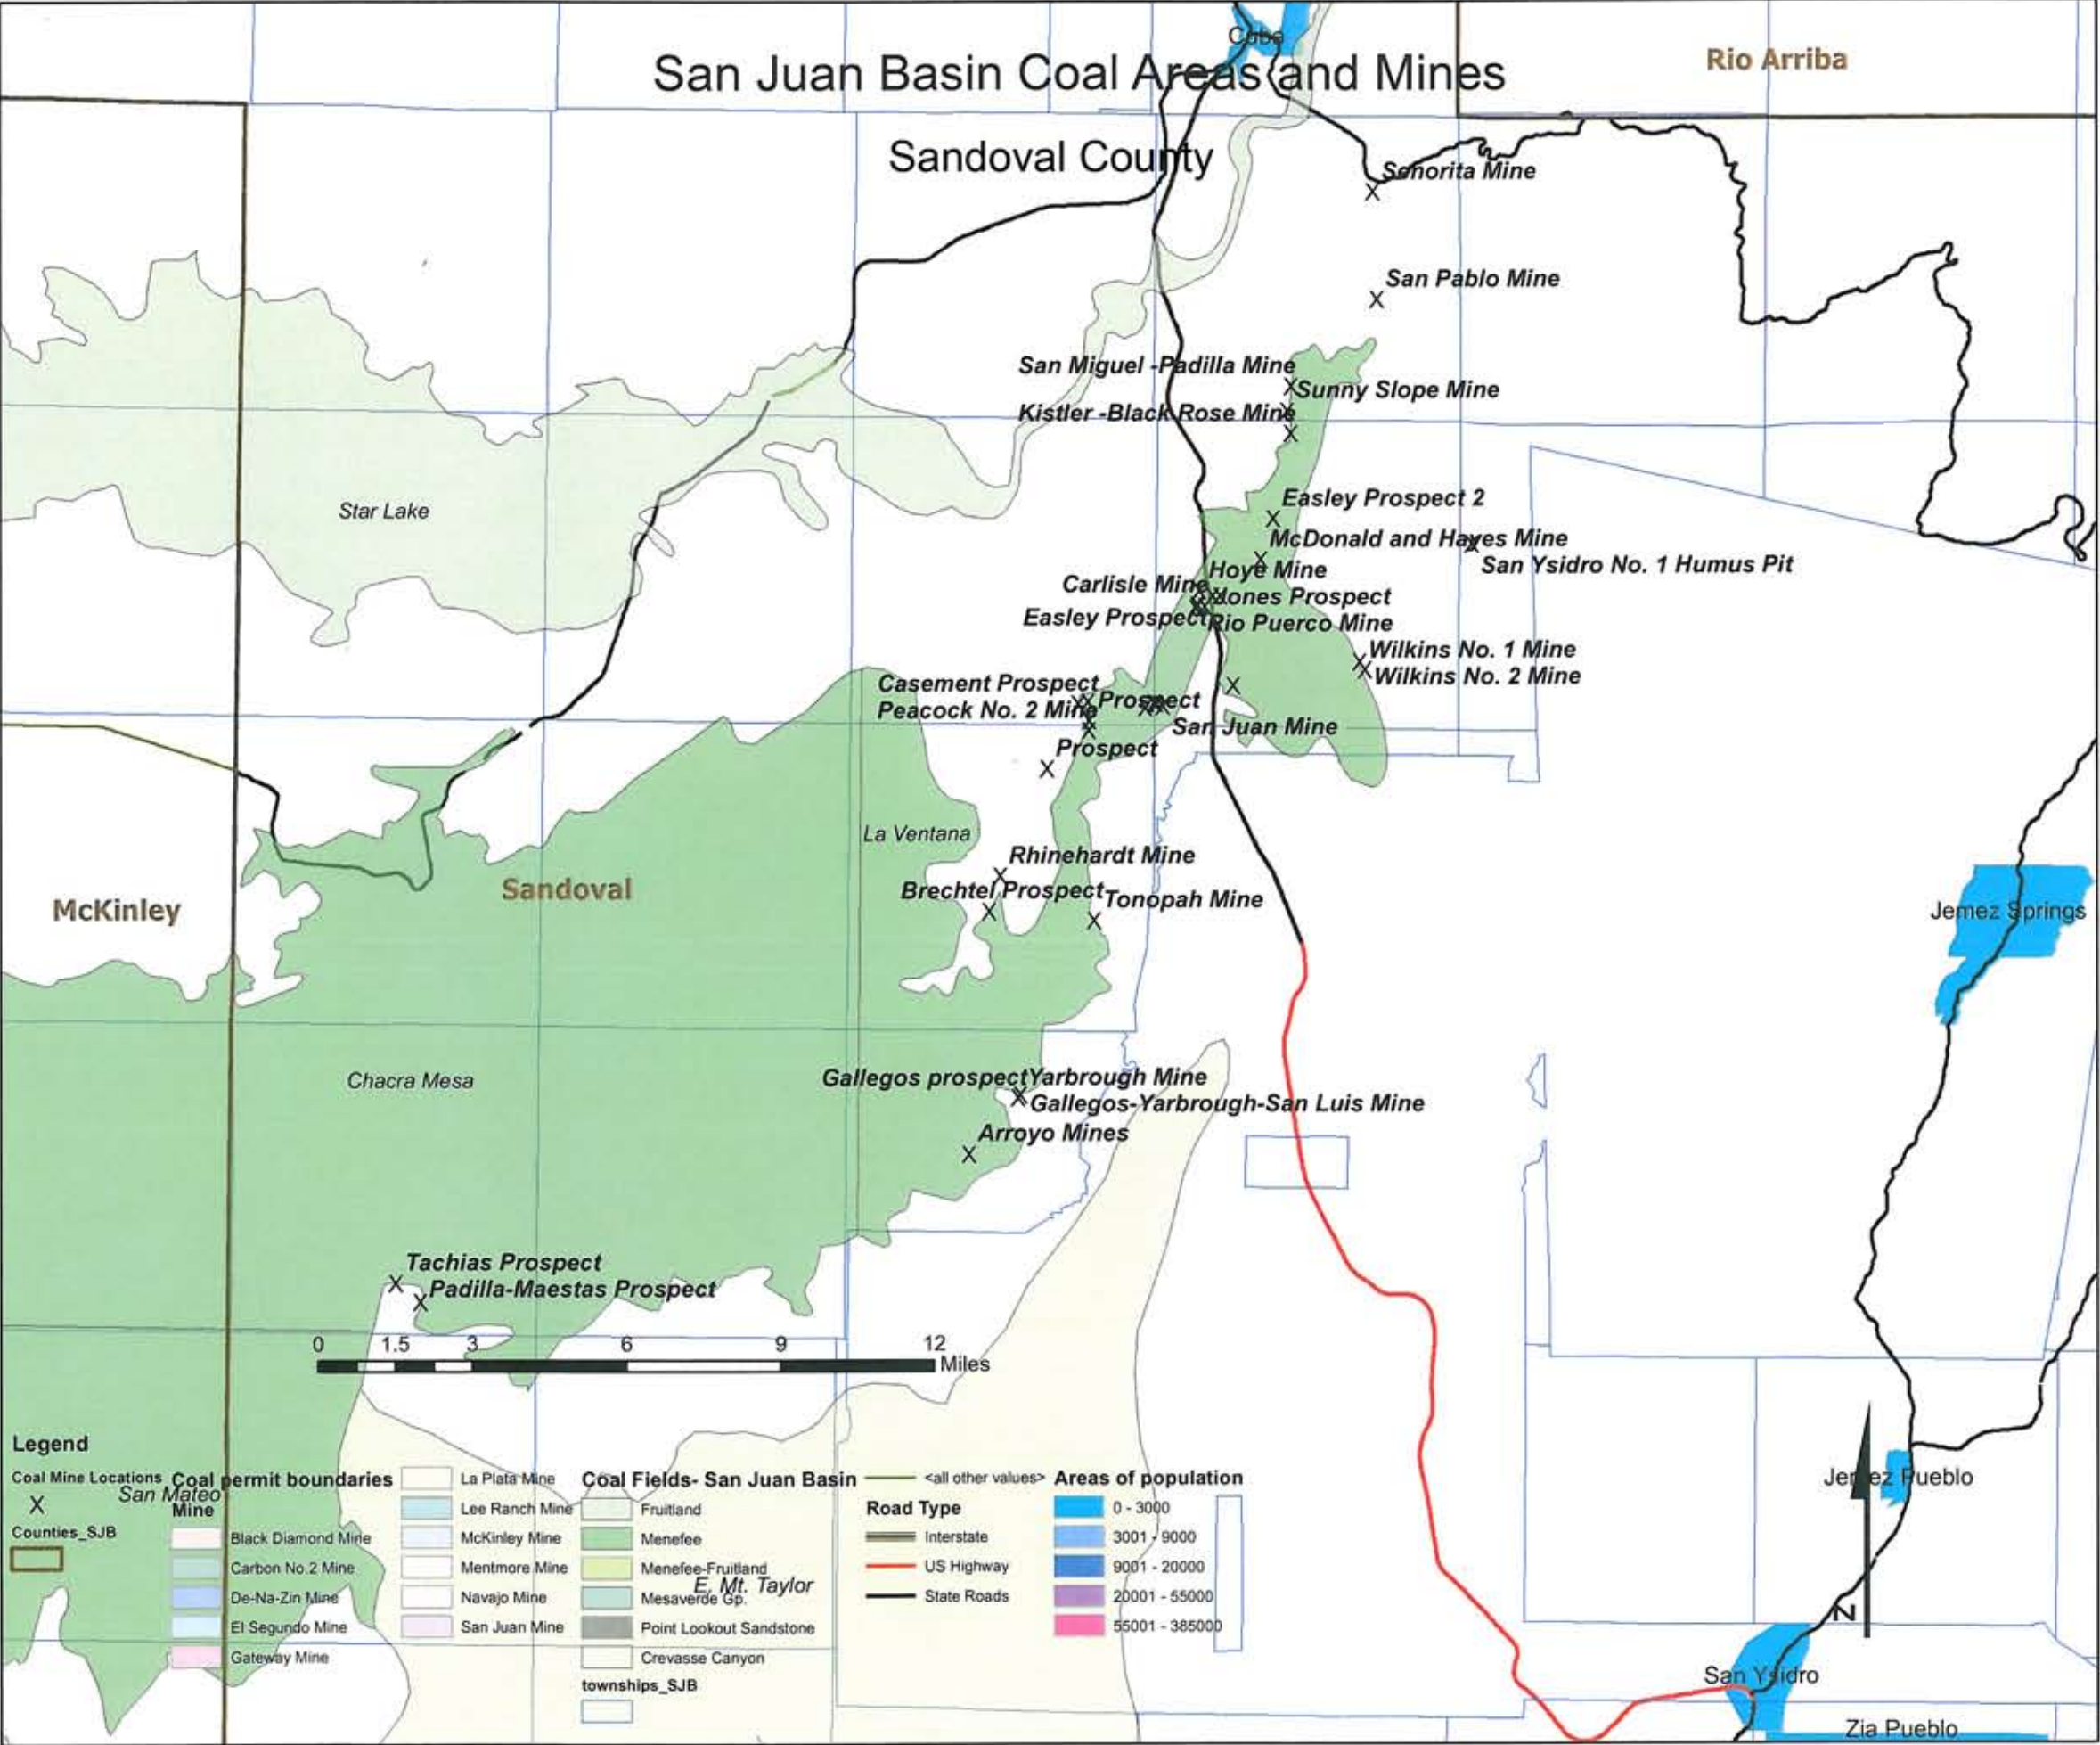 Cuba
San Juan Basin Coal Areas and Mines
Rio Arriba
Sandoval County
Senorita Mine
San Pablo Mine
San Miguel -Padilla Mine
Sunny Slope Mine
Kistler -Black Rose Mine
Star Lake
Easley Prospect 2
McDonald and Hayes Mine
San Ysidro No. 1 Humus Pit
Hoye Mine
Carlisle Mine
Jones Prospect
Easley Prospect
Rio Puerco Mine
Wilkins No. 1 Mine
Wilkins No. 2 Mine
Casement Prospect
Prospect
Peacock No. 2 Mine
San Juan Mine
Prospect
La Ventana
Rhinehardt Mine
Sandoval
Brechtel Prospect
Tonopah Mine
McKinley
Jemez Springs
Chacra Mesa
Gallegos prospect
Yarbrough Mine
Gallegos-Yarbrough-San Luis Mine
Arroyo Mines
Tachias Prospect
Padilla-Maestas Prospect
0 1.5 3 6 9 12
Miles
Legend
Coal Mine Locations
X
San Mateo
Counties_SJB
Coal permit boundaries
Mine
Black Diamond Mine
Carbon No.2 Mine
De-Na-Zin Mine
El Segundo Mine
Gateway Mine
La Plata Mine
Lee Ranch Mine
McKinley Mine
Mentmore Mine
Navajo Mine
San Juan Mine
Coal Fields- San Juan Basin
Fruitland
Menefee
Menefee-Fruitland
E. Mt. Taylor
Mesaverde Gp.
Point Lookout Sandstone
Crevasse Canyon
townships_SJB
<all other values>
Road Type
Interstate
US Highway
State Roads
Areas of population
0 - 3000
3001 - 9000
9001 - 20000
20001 - 55000
55001 - 385000
Jemez Pueblo
N
San Ysidro
Zia Pueblo